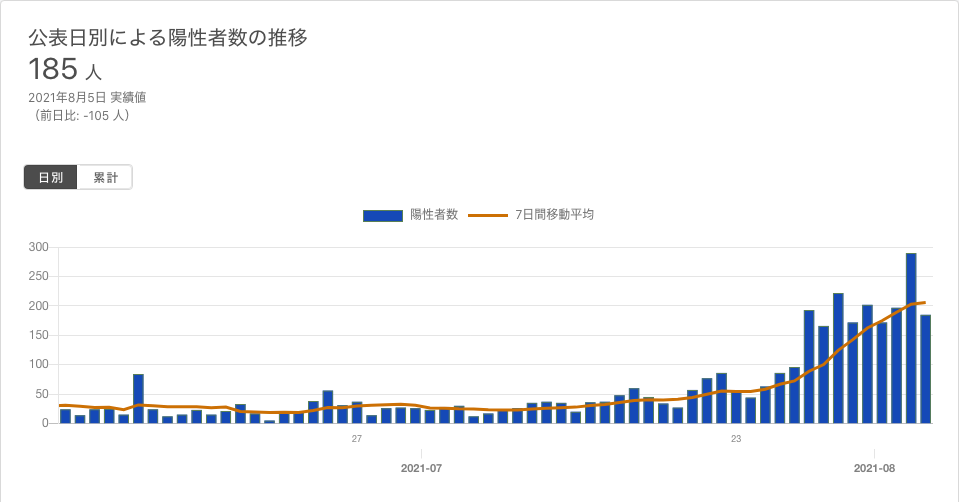 公表日別による陽性者数の推移
185 人
2021年8月5日 実績値
（前日比: -105 人）
日別 累計
陽性者数 7日間移動平均
300
250
200
150
100
50
0
27 23
2021-07 2021-08